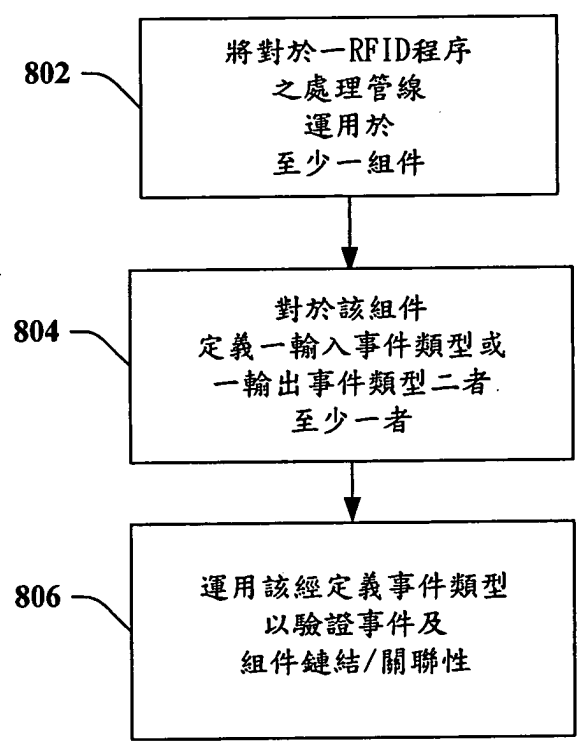 802
將對於一RFID程序
之處理管線
運用於
至少一組件
804
對於該組件
定義一輸入事件類型或
一輸出事件類型二者
至少一者
806
運用該經定義事件類型
以驗證事件及
組件鏈結/關聯性